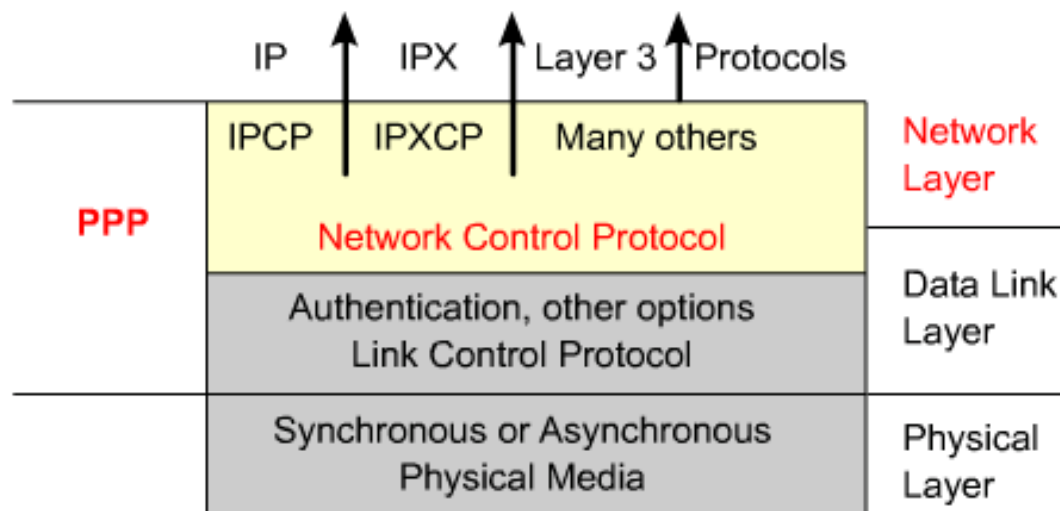 IP IPX Layer 3 Protocols
IPCP IPXCP Many others
Network
Layer
PPP
Network Control Protocol
Authentication, other options
Link Control Protocol
Data Link
Layer
Synchronous or Asynchronous
Physical Media
Physical
Layer